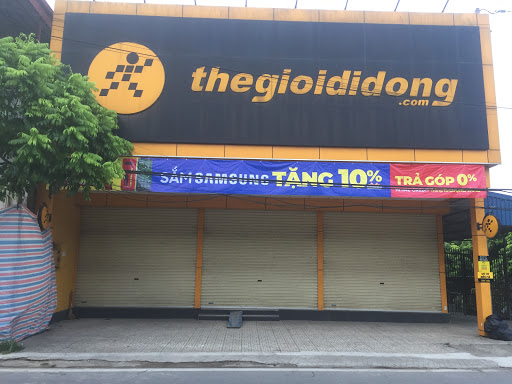 thegioididong
.com
SẮM SAMSUNG TẶNG 10%
TRẢ GÓP 0%